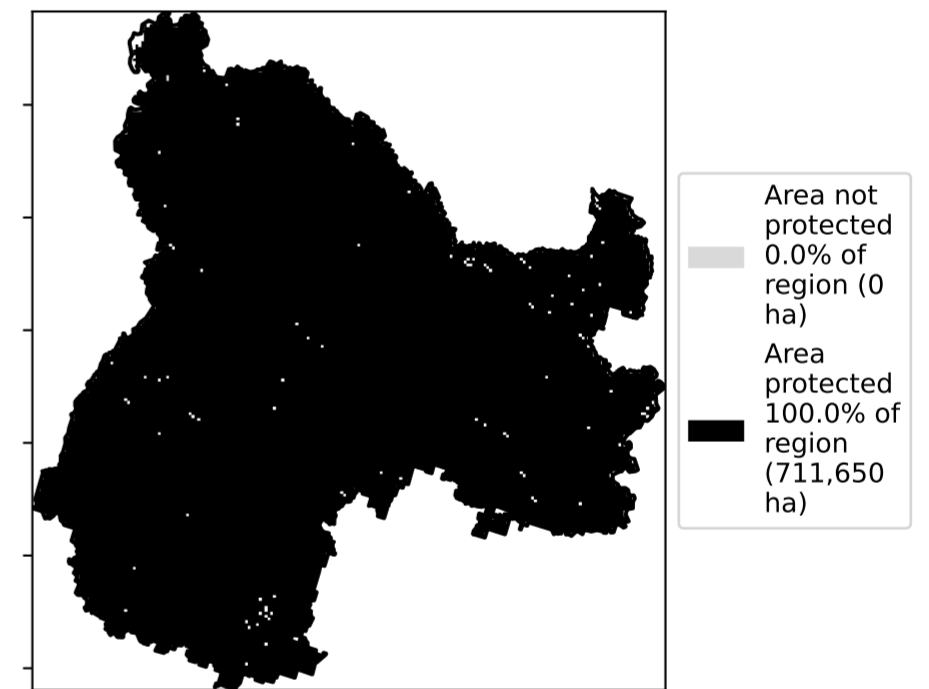 Area not
protected
0.0% of
region (0
ha)
Area
protected
100.0% of
region
(711,650
ha)